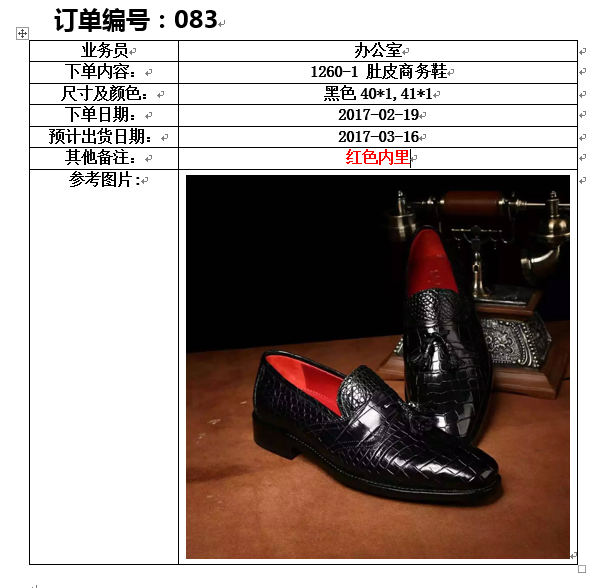 订单编号：083
业务员 办公室
下单内容： 1260-1 肚皮商务鞋
尺寸及颜色： 黑色 40*1,41*1
下单日期： 2017-02-19
预计出货日期： 2017-03-16
其他备注： 红色内里
参考图片: